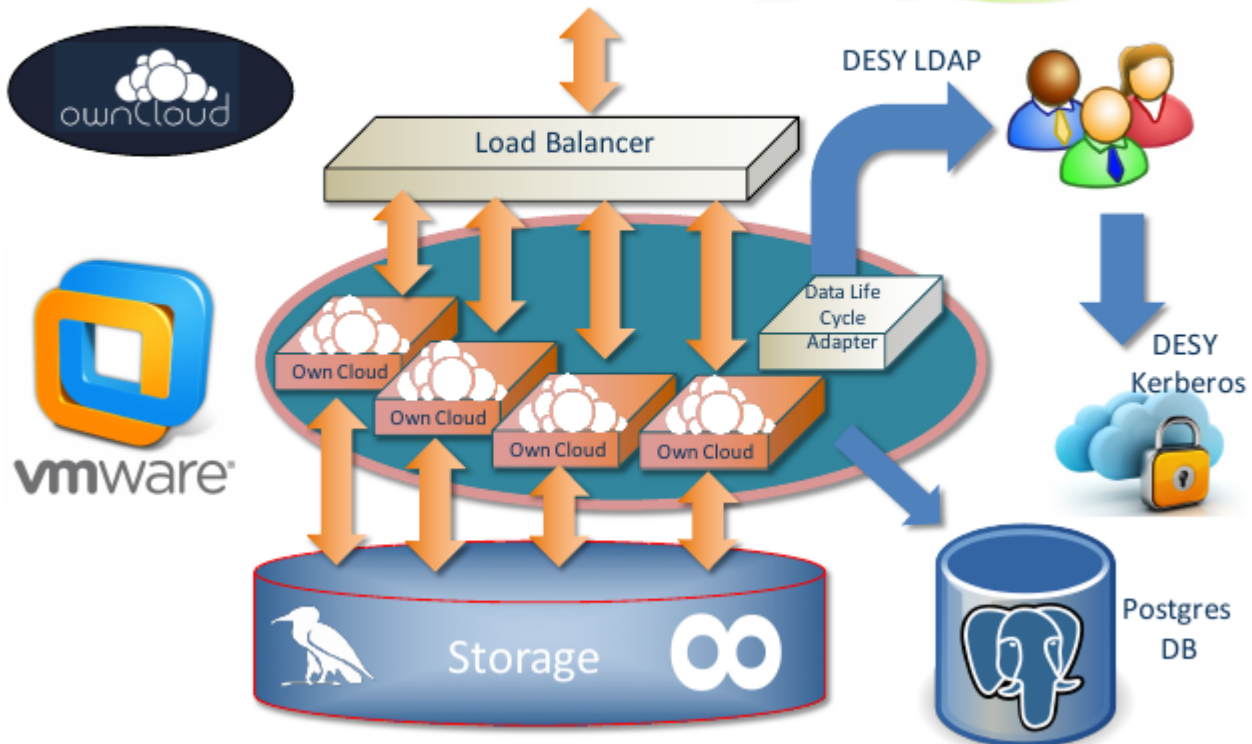 ownCloud
DESY LDAP
Load Balancer
Data Life
Cycle
Adapter
Own Cloud
Own Cloud
Own Cloud
Own Cloud
DESY
Kerberos
vmware®
Storage
Postgres
DB